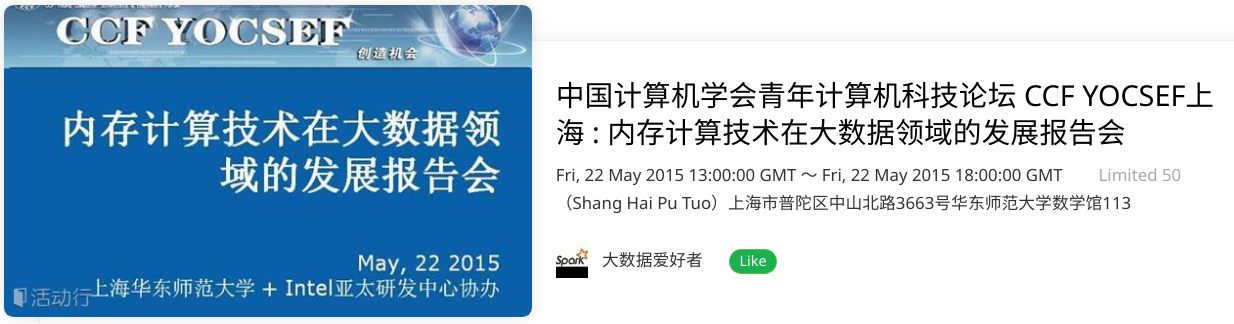 CCF YOCSEF
创造机会
内存计算技术在大数据领
域的发展报告会
May, 22 2015
上海华东师范大学 + Intel亚太研发中心协办
活动行
中国计算机学会青年计算机科技论坛 CCF YOCSEF上
海 : 内存计算技术在大数据领域的发展报告会
Fri, 22 May 2015 13:00:00 GMT ～ Fri, 22 May 2015 18:00:00 GMT Limited 50
（Shang Hai Pu Tuo）上海市普陀区中山北路3663号华东师范大学数学馆113
Spark
大数据爱好者
Like